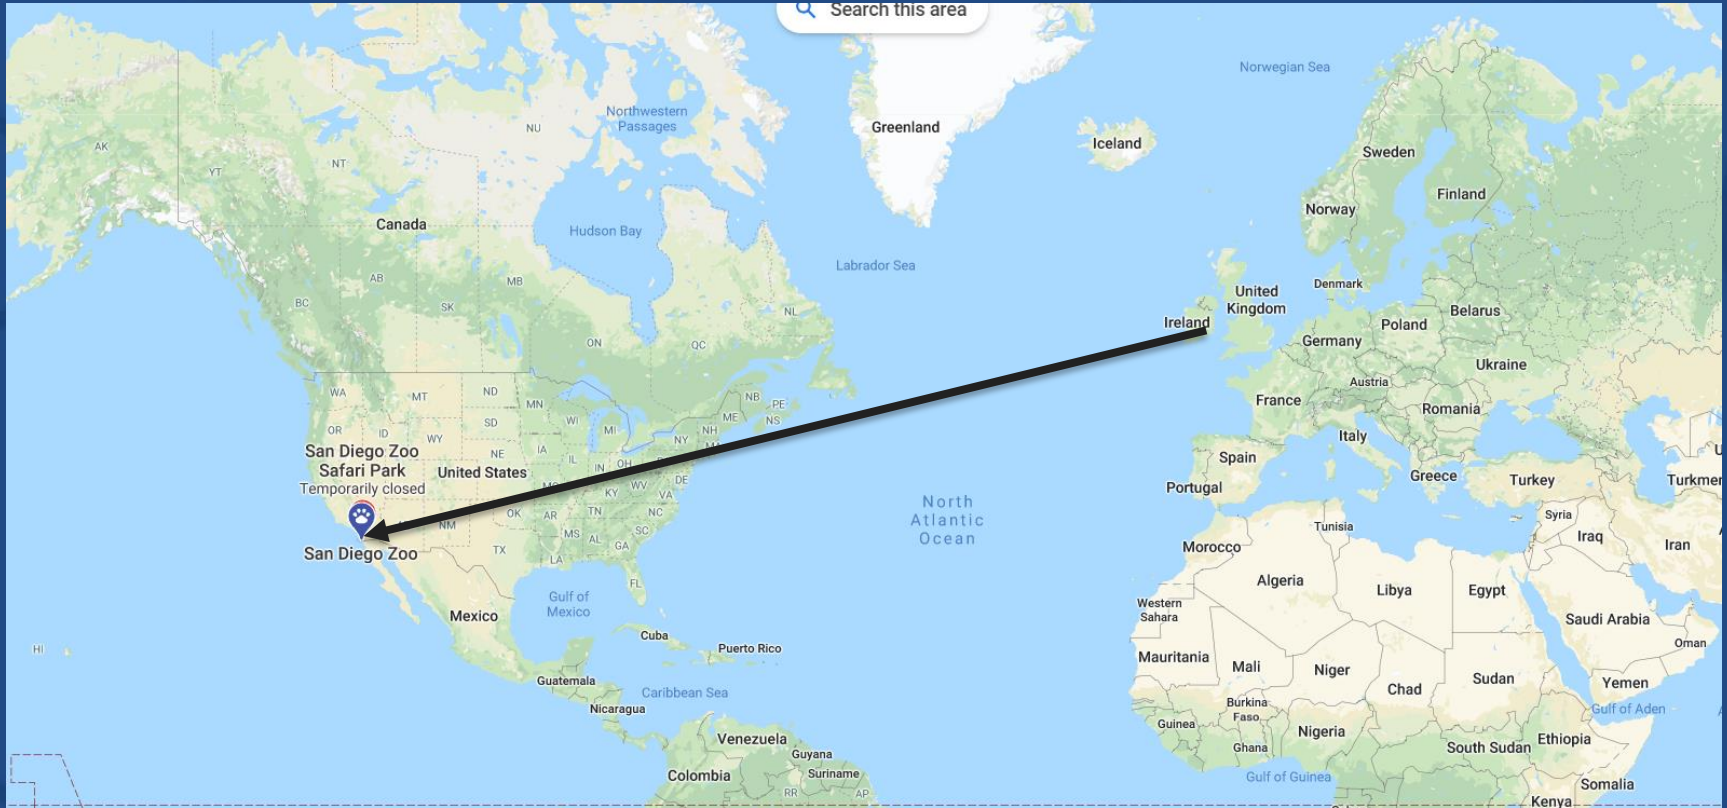 Search this area
Norwegian Sea
Northwestern
Passages
Greenland
NU
Iceland
AK
Sweden
NT
YT
Finland
Norway
Canada
Hudson Bay
Labrador Sea
AB
MB
Denmark
United
Kingdom
BC
SK
NL
Belarus
Ireland
Poland
Germany
ON
QC
Ukraine
Austria
WA
MT
ND
MN
NB
PE
France
Romania
OR
ID
WY
SD
WI
MI
ME
NS
NH
NY
Italy
San Diego Zoo
Safari Park
Temporarily closed
United States
NE
IA
IL
IN
OH
Spain
Greece
Turkey
Turkmer
Portugal
KY
WV
VA
DE
North
Atlantic
Ocean
NM
OK
AR
TN
NC
SC
Syria
Tunisia
Iraq
Iran
Morocco
San Diego Zoo
TX
MS
AL
GA
LA
FL
Algeria
Libya
Egypt
Gulf of
Mexico
Western
Sahara
Saudi Arabia
Mexico
Cuba
Puerto Rico
Oman
HI
Mauritania
Mali
Niger
Chad
Sudan
Yemen
Guatemala
Caribbean Sea
Nicaragua
Burkina
Faso
Gulf of Aden
Guinea
Nigeria
Venezuela
Guyana
Ghana
South Sudan
Ethiopia
Colombia
Suriname
Gulf of Guinea
RR
AP
Somalia
Kenya